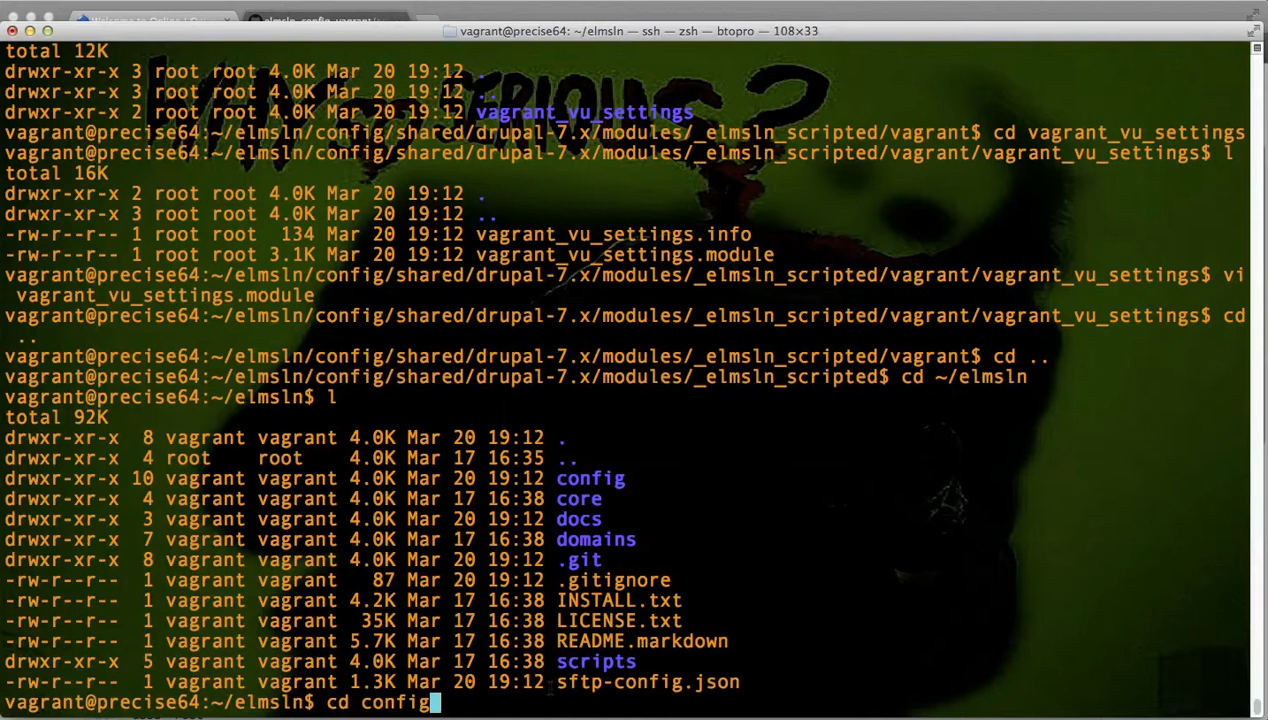 Welcome to Online | G
elmsln_config_vagrant/
vagrant@precise64: ~/elmsln — ssh — zsh — btopro — 108×33
WHY SO SERIOUS?
total 12K
drwxr-xr-x 3 root root 4.0K Mar 20 19:12 .
drwxr-xr-x 3 root root 4.0K Mar 20 19:12 ..
drwxr-xr-x 2 root root 4.0K Mar 20 19:12 vagrant_vu_settings
vagrant@precise64:~/elmsln/config/shared/drupal-7.x/modules/_elmsln_scripted/vagrant$ cd vagrant_vu_settings
vagrant@precise64:~/elmsln/config/shared/drupal-7.x/modules/_elmsln_scripted/vagrant/vagrant_vu_settings$ l
total 16K
drwxr-xr-x 2 root root 4.0K Mar 20 19:12 .
drwxr-xr-x 3 root root 4.0K Mar 20 19:12 ..
-rw-r--r-- 1 root root  134 Mar 20 19:12 vagrant_vu_settings.info
-rw-r--r-- 1 root root 3.1K Mar 20 19:12 vagrant_vu_settings.module
vagrant@precise64:~/elmsln/config/shared/drupal-7.x/modules/_elmsln_scripted/vagrant/vagrant_vu_settings$ vi
 vagrant_vu_settings.module
vagrant@precise64:~/elmsln/config/shared/drupal-7.x/modules/_elmsln_scripted/vagrant/vagrant_vu_settings$ cd
 ..
vagrant@precise64:~/elmsln/config/shared/drupal-7.x/modules/_elmsln_scripted/vagrant$ cd ..
vagrant@precise64:~/elmsln/config/shared/drupal-7.x/modules/_elmsln_scripted$ cd ~/elmsln
vagrant@precise64:~/elmsln$ l
total 92K
drwxr-xr-x  8 vagrant vagrant 4.0K Mar 20 19:12 .
drwxr-xr-x  4 root    root    4.0K Mar 17 16:35 ..
drwxr-xr-x 10 vagrant vagrant 4.0K Mar 20 19:12 config
drwxr-xr-x  4 vagrant vagrant 4.0K Mar 17 16:38 core
drwxr-xr-x  3 vagrant vagrant 4.0K Mar 20 19:12 docs
drwxr-xr-x  7 vagrant vagrant 4.0K Mar 17 16:38 domains
drwxr-xr-x  8 vagrant vagrant 4.0K Mar 20 19:12 .git
-rw-r--r--  1 vagrant vagrant   87 Mar 20 19:12 .gitignore
-rw-r--r--  1 vagrant vagrant 4.2K Mar 17 16:38 INSTALL.txt
-rw-r--r--  1 vagrant vagrant  35K Mar 17 16:38 LICENSE.txt
-rw-r--r--  1 vagrant vagrant 5.7K Mar 17 16:38 README.markdown
drwxr-xr-x  5 vagrant vagrant 4.0K Mar 17 16:38 scripts
-rw-r--r--  1 vagrant vagrant 1.3K Mar 20 19:12 sftp-config.json
vagrant@precise64:~/elmsln$ cd config